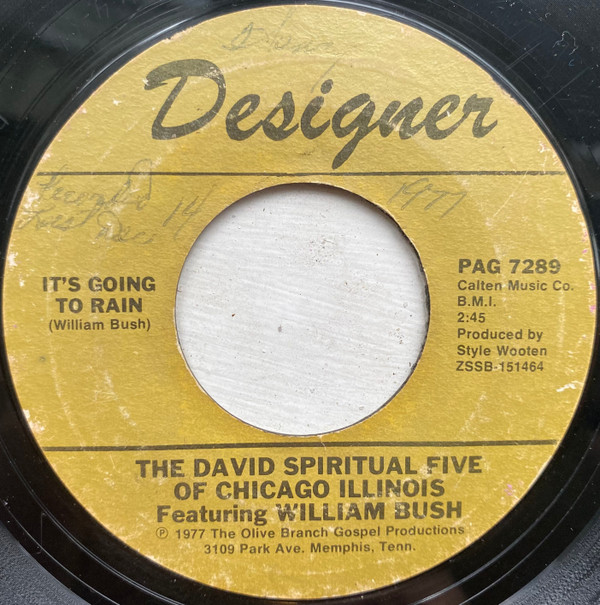 Designer
14
1977
IT'S GOING
TO RAIN
(William Bush)
PAG 7289
Calten Music Co.
B.M.I.
2:45
Produced by
Style Wooten
ZSSB-151464
THE DAVID SPIRITUAL FIVE
OF CHICAGO ILLINOIS
Featuring WILLIAM BUSH
℗ 1977 The Olive Branch Gospel Productions
3109 Park Ave. Memphis, Tenn.